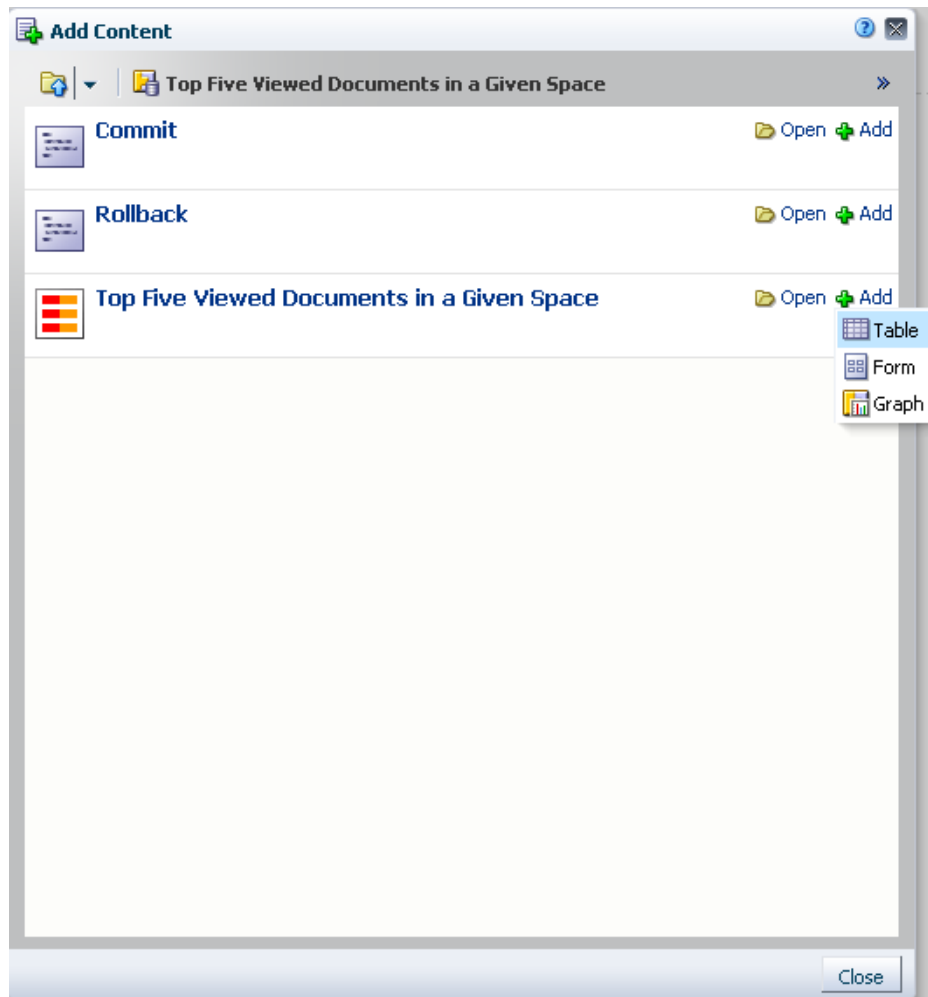 Add Content
Top Five Viewed Documents in a Given Space
Commit Open Add
Rollback Open Add
Top Five Viewed Documents in a Given Space Open Add
Table
Form
Graph
Close